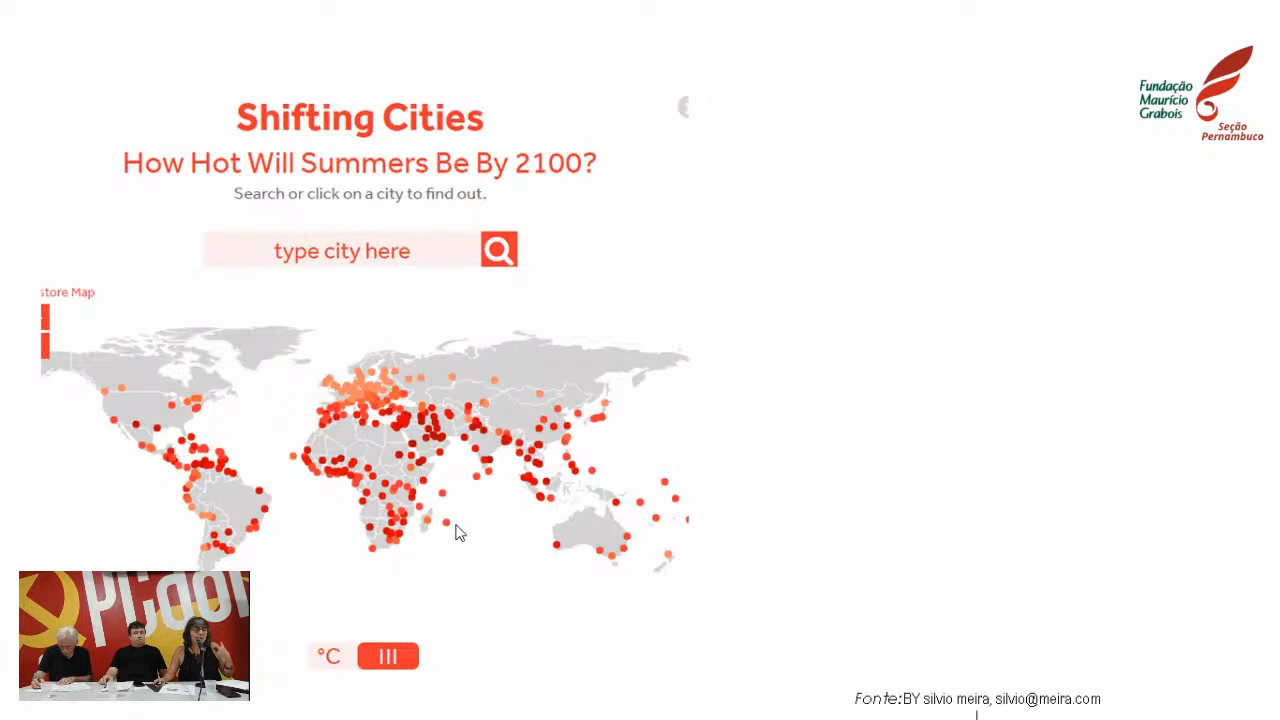 Shifting Cities
How Hot Will Summers Be By 2100?
Search or click on a city to find out.
type city here
store Map
°C
Fundação
Maurício
Grabois
Seção
Pernambuco
PCdoB
Fonte:BY silvio meira, silvio@meira.com